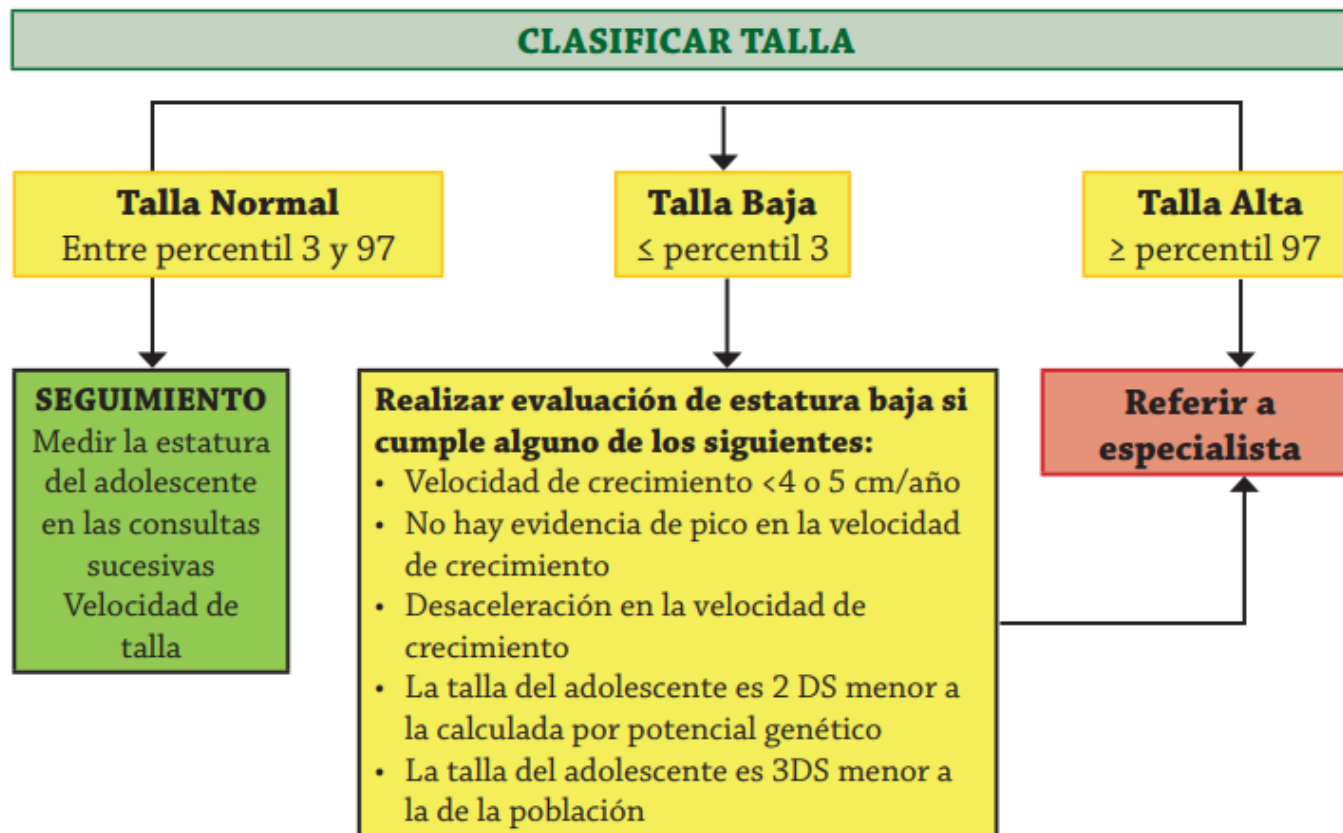 CLASIFICAR TALLA
Talla Normal
Entre percentil 3 y 97
Talla Baja
≤ percentil 3
Talla Alta
≥ percentil 97
SEGUIMIENTO
Medir la estatura
del adolescente
en las consultas
sucesivas
Velocidad de
talla
Realizar evaluación de estatura baja si
cumple alguno de los siguientes:
• Velocidad de crecimiento <4 o 5 cm/año
• No hay evidencia de pico en la velocidad
de crecimiento
• Desaceleración en la velocidad de
crecimiento
• La talla del adolescente es 2 DS menor a
la calculada por potencial genético
• La talla del adolescente es 3DS menor a
la de la población
Referir a
especialista